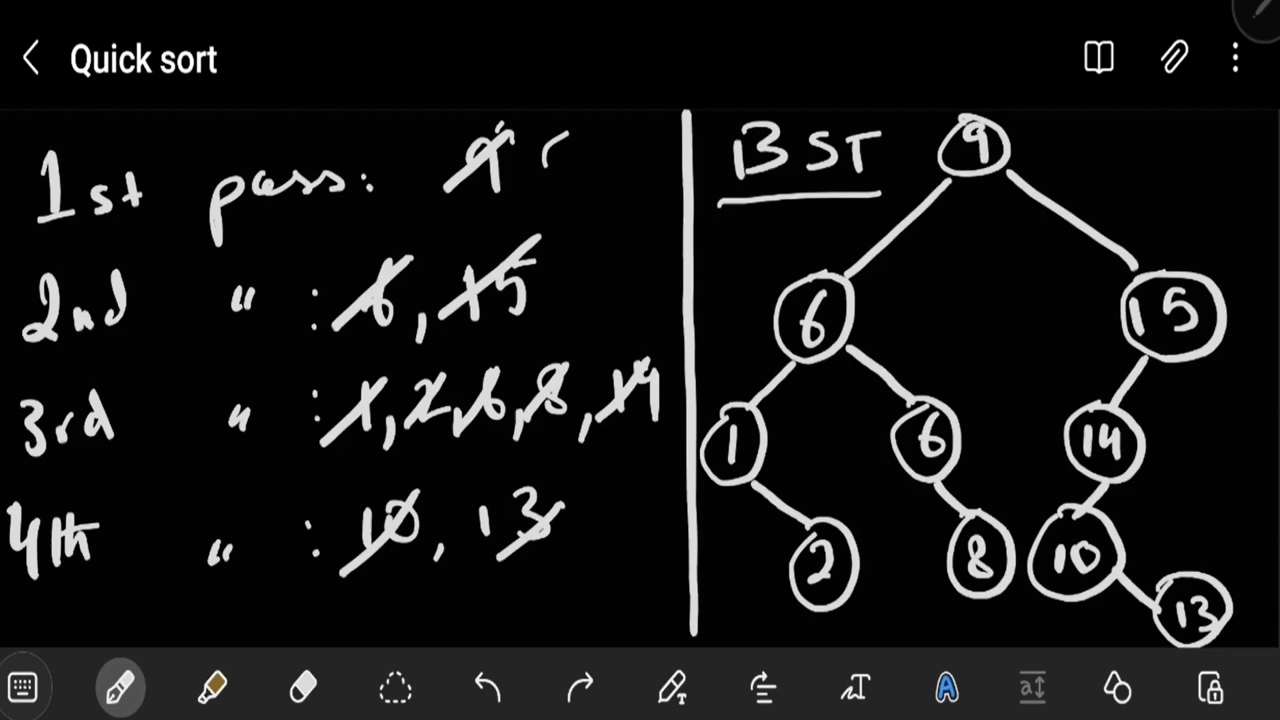 Quick sort
1st pass: 9
2nd " : 6, 15
3rd " : 1, 2, 6, 8, 14
4th " : 10, 13
BST
9
6 15
1 6 14
2 8 10
13
T
T
A
a